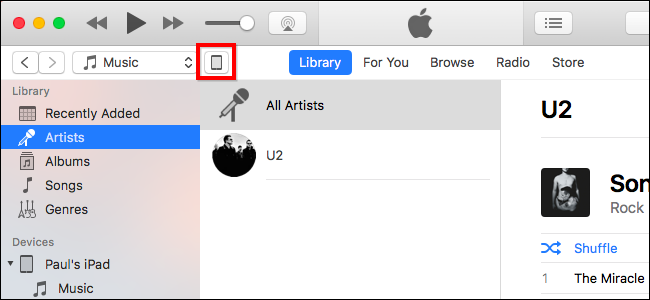 Music
Library
For You
Browse
Radio
Store
Library
Recently Added
Artists
Albums
Songs
Genres
Devices
Paul's iPad
Music
All Artists
U2
U2
Son
Rock
Shuffle
1 The Miracle